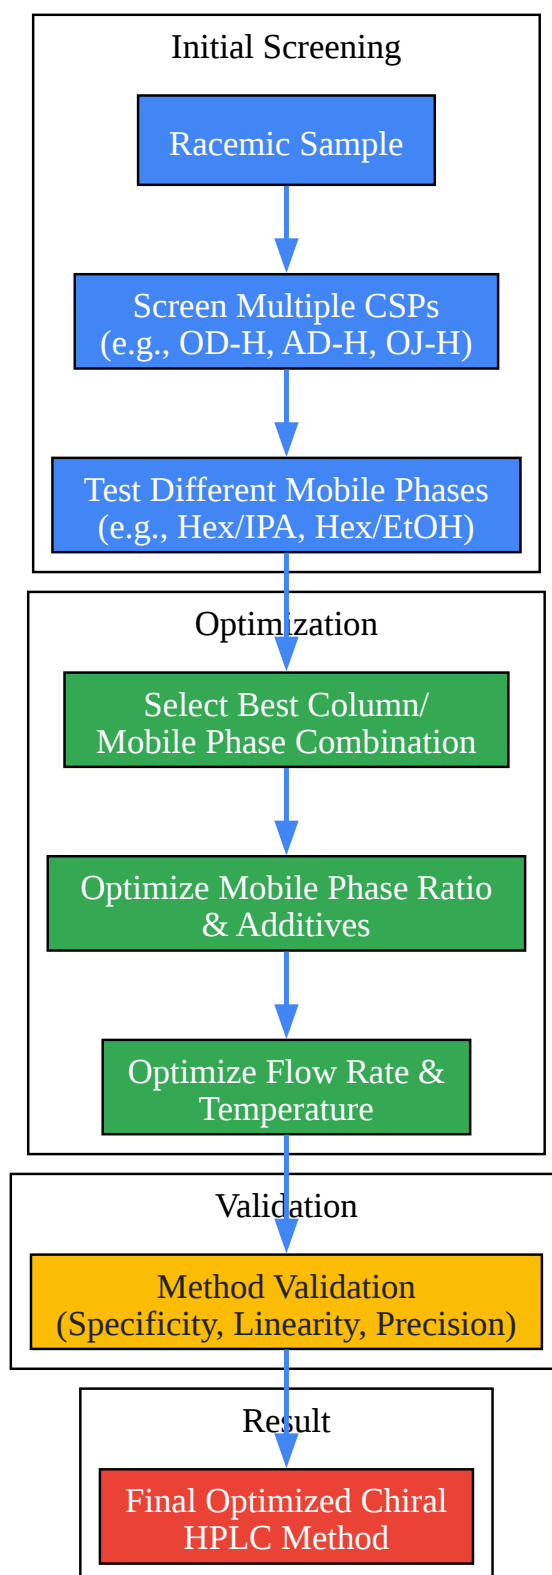 Initial Screening
Racemic Sample
Screen Multiple CSPs
(e.g., OD-H, AD-H, OJ-H)
Test Different Mobile Phases
(e.g., Hex/IPA, Hex/EtOH)
Optimization
Select Best Column/
Mobile Phase Combination
Optimize Mobile Phase Ratio
& Additives
Optimize Flow Rate &
Temperature
Validation
Method Validation
(Specificity, Linearity, Precision)
Result
Final Optimized Chiral
HPLC Method